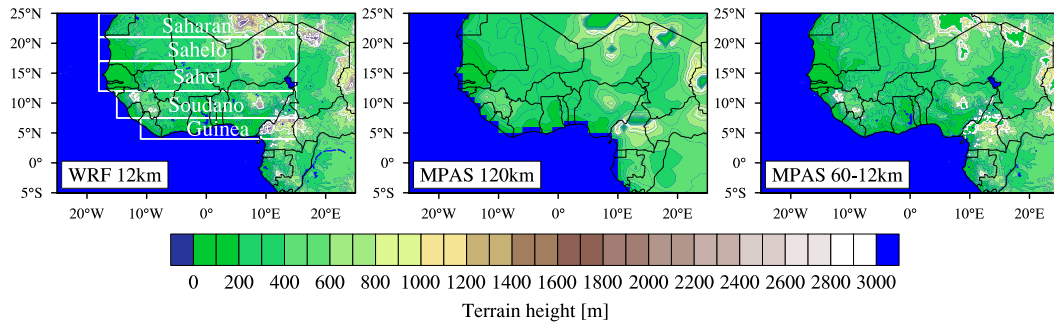 25°N
20°N
15°N
10°N
5°N
0°
5°S
Saharan
Sahelo
Sahel
Soudano
Guinea
WRF 12km
20°W 10°W 0° 10°E 20°E
25°N
20°N
15°N
10°N
5°N
0°
5°S
MPAS 120km
20°W 10°W 0° 10°E 20°E
25°N
20°N
15°N
10°N
5°N
0°
5°S
MPAS 60-12km
20°W 10°W 0° 10°E 20°E
0 200 400 600 800 1000 1200 1400 1600 1800 2000 2200 2400 2600 2800 3000
Terrain height [m]